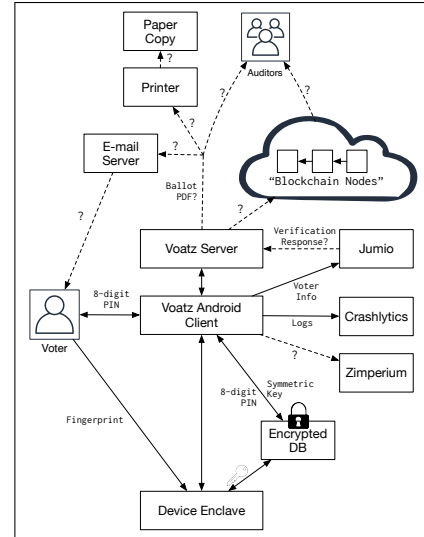 Paper
Copy
?
Printer
Auditors
?
?
?
E-mail
Server
?
"Blockchain Nodes"
Ballot
PDF?
?
?
Voatz Server
Verification
Response?
Jumio
8-digit
PIN
Voatz Android
Client
Voter
Info
Voter
Logs
Crashlytics
?
Zimperium
Fingerprint
8-digit
PIN
Symmetric
Key
Encrypted
DB
Device Enclave